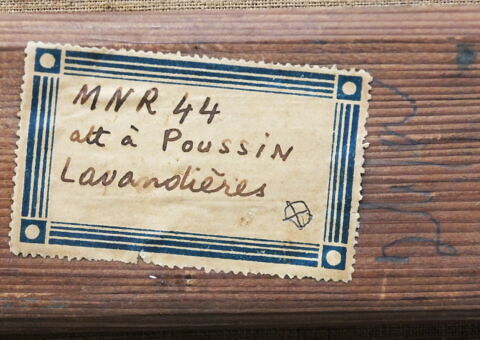 MNR 44
att à POUSSIN
Lavandières